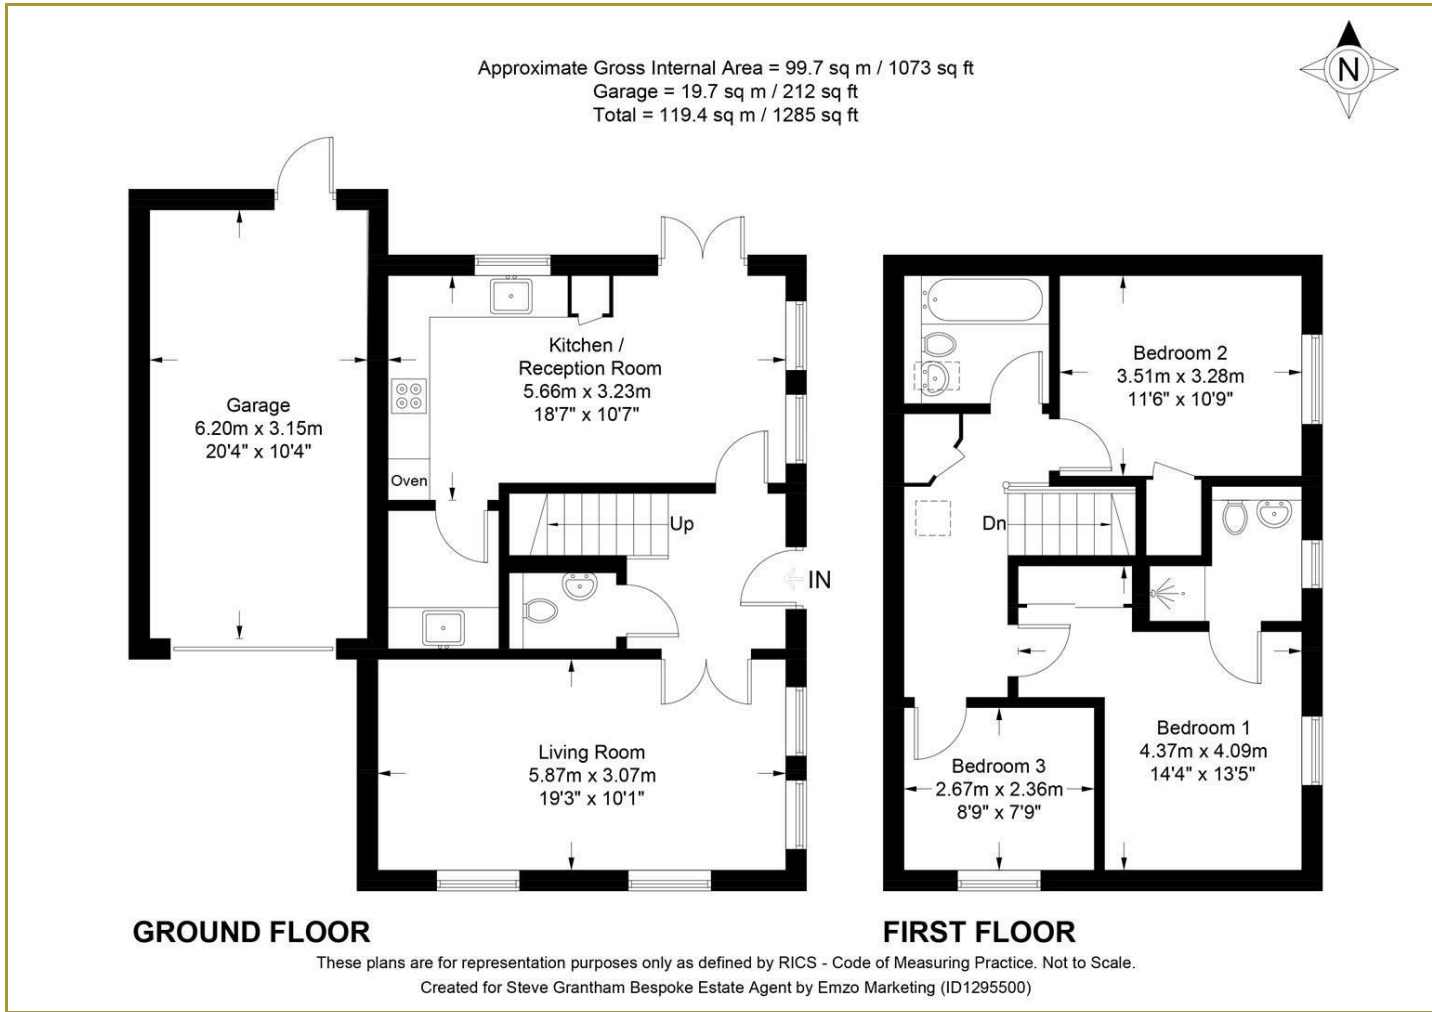 Approximate Gross Internal Area = 99.7 sq m / 1073 sq ft
Garage = 19.7 sq m / 212 sq ft
Total = 119.4 sq m / 1285 sq ft
N
Garage
6.20m x 3.15m
20'4" x 10'4"
Kitchen /
Reception Room
5.66m x 3.23m
18'7" x 10'7"
Oven
Up
IN
Living Room
5.87m x 3.07m
19'3" x 10'1"
GROUND FLOOR
Bedroom 2
3.51m x 3.28m
11'6" x 10'9"
Dn
Bedroom 1
4.37m x 4.09m
14'4" x 13'5"
Bedroom 3
2.67m x 2.36m
8'9" x 7'9"
FIRST FLOOR
These plans are for representation purposes only as defined by RICS - Code of Measuring Practice. Not to Scale.
Created for Steve Grantham Bespoke Estate Agent by Emzo Marketing (ID1295500)